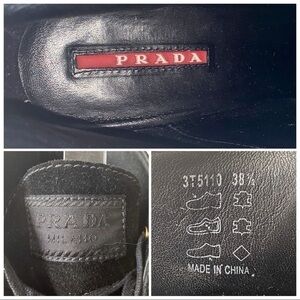 PRADA
PRADA
MILANO
3T5110 38½
MADE IN CHINA